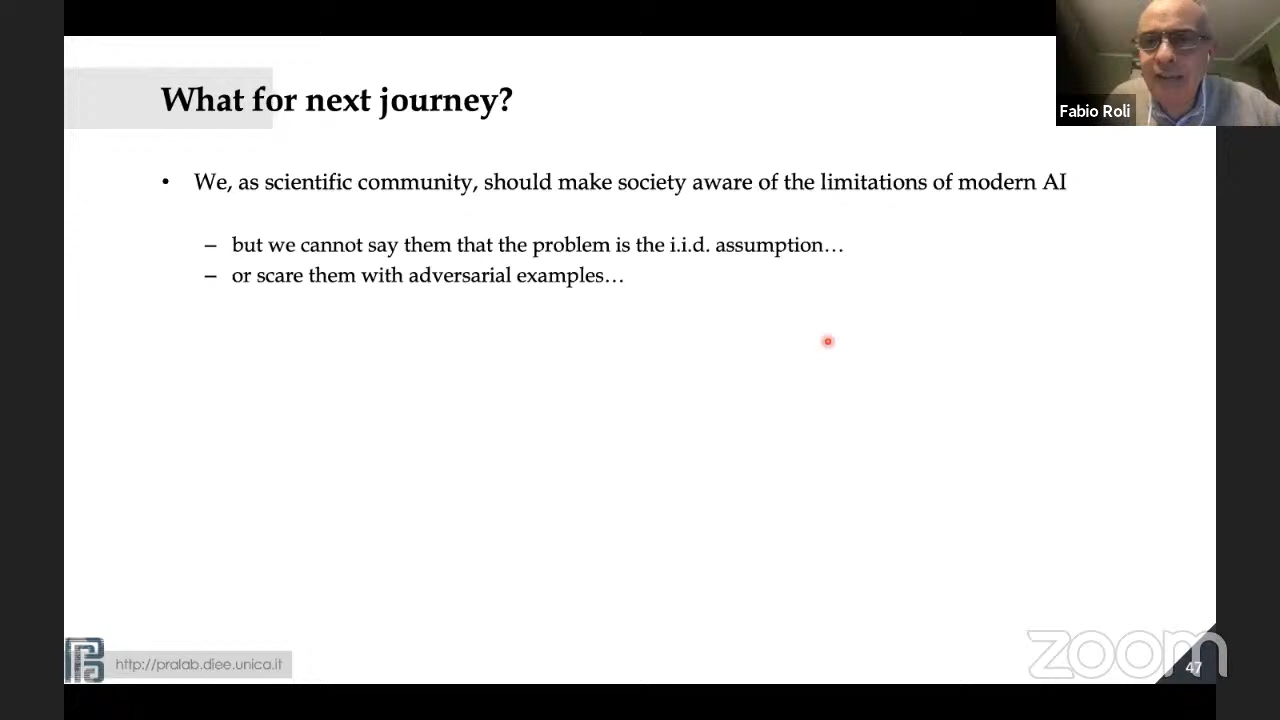 What for next journey?
Fabio Roli
• We, as scientific community, should make society aware of the limitations of modern AI
– but we cannot say them that the problem is the i.i.d. assumption…
– or scare them with adversarial examples…
http://pralab.diee.unica.it
zoom
47